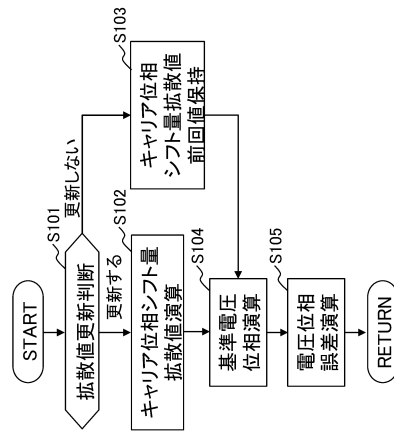 START
S101
拡散値更新判断
更新しない
更新する
S102
キャリア位相シフト量
拡散値演算
S103
キャリア位相
シフト量拡散値
前回値保持
S104
基準電圧
位相演算
S105
電圧位相
誤差演算
RETURN